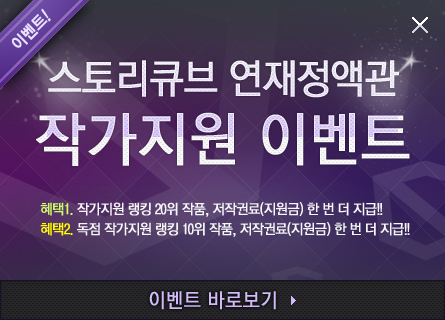 이벤트!
스토리큐브 연재정액관
작가지원 이벤트
혜택1. 작가지원 랭킹 20위 작품, 저작권료(지원금) 한 번 더 지급!!
혜택2. 독점 작가지원 랭킹 10위 작품, 저작권료(지원금) 한 번 더 지급!!
이벤트 바로보기